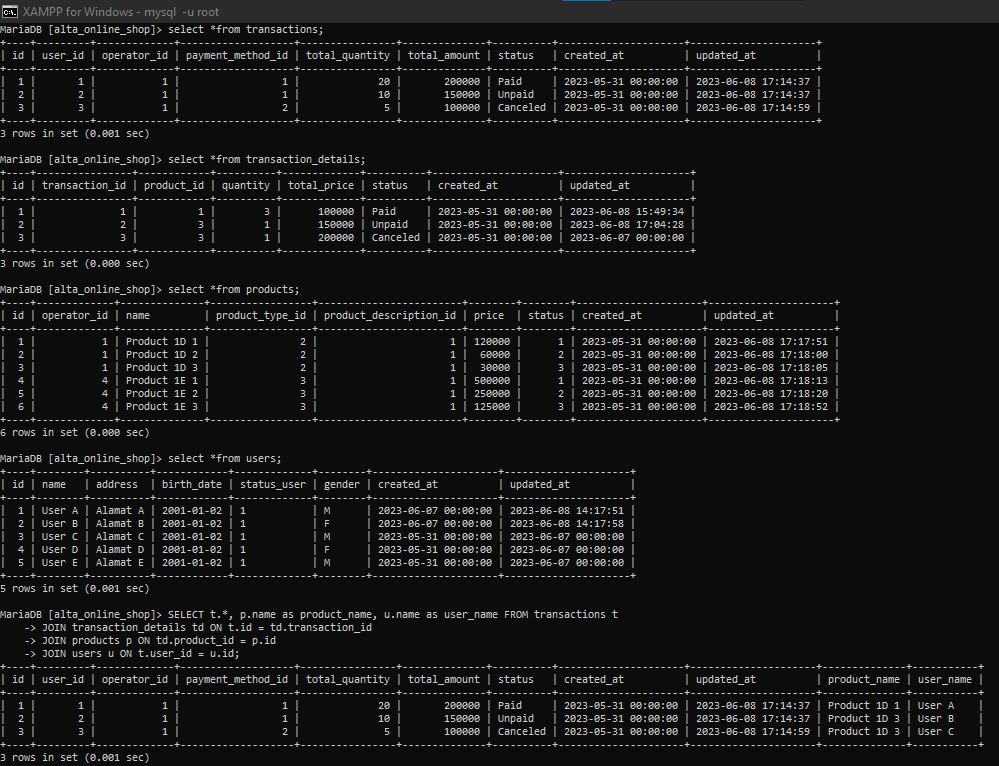 XAMPP for Windows - mysql -u root
MariaDB [alta_online_shop]> select *from transactions;
+----+---------+-------------+-------------------+----------------+--------------+----------+---------------------+---------------------+
| id | user_id | operator_id | payment_method_id | total_quantity | total_amount | status   | created_at          | updated_at          |
+----+---------+-------------+-------------------+----------------+--------------+----------+---------------------+---------------------+
|  1 |       1 |           1 |                 1 |             20 |       200000 | Paid     | 2023-05-31 00:00:00 | 2023-06-08 17:14:37 |
|  2 |       2 |           1 |                 1 |             10 |       150000 | Unpaid   | 2023-05-31 00:00:00 | 2023-06-08 17:14:37 |
|  3 |       3 |           1 |                 2 |              5 |       100000 | Canceled | 2023-05-31 00:00:00 | 2023-06-08 17:14:59 |
+----+---------+-------------+-------------------+----------------+--------------+----------+---------------------+---------------------+
3 rows in set (0.001 sec)
MariaDB [alta_online_shop]> select *from transaction_details;
+----+----------------+------------+----------+-------------+----------+---------------------+---------------------+
| id | transaction_id | product_id | quantity | total_price | status   | created_at          | updated_at          |
+----+----------------+------------+----------+-------------+----------+---------------------+---------------------+
|  1 |              1 |          1 |        3 |      100000 | Paid     | 2023-05-31 00:00:00 | 2023-06-08 15:49:34 |
|  2 |              2 |          3 |        1 |      150000 | Unpaid   | 2023-05-31 00:00:00 | 2023-06-08 17:04:28 |
|  3 |              3 |          3 |        1 |      200000 | Canceled | 2023-05-31 00:00:00 | 2023-06-07 00:00:00 |
+----+----------------+------------+----------+-------------+----------+---------------------+---------------------+
3 rows in set (0.000 sec)
MariaDB [alta_online_shop]> select *from products;
+----+-------------+--------------+-----------------+------------------------+--------+--------+---------------------+---------------------+
| id | operator_id | name         | product_type_id | product_description_id | price  | status | created_at          | updated_at          |
+----+-------------+--------------+-----------------+------------------------+--------+--------+---------------------+---------------------+
|  1 |           1 | Product 1D 1 |               2 |                      1 | 120000 |      1 | 2023-05-31 00:00:00 | 2023-06-08 17:17:51 |
|  2 |           1 | Product 1D 2 |               2 |                      1 |  60000 |      2 | 2023-05-31 00:00:00 | 2023-06-08 17:18:00 |
|  3 |           1 | Product 1D 3 |               2 |                      1 |  30000 |      3 | 2023-05-31 00:00:00 | 2023-06-08 17:18:05 |
|  4 |           4 | Product 1E 1 |               3 |                      1 | 500000 |      1 | 2023-05-31 00:00:00 | 2023-06-08 17:18:13 |
|  5 |           4 | Product 1E 2 |               3 |                      1 | 250000 |      2 | 2023-05-31 00:00:00 | 2023-06-08 17:18:20 |
|  6 |           4 | Product 1E 3 |               3 |                      1 | 125000 |      3 | 2023-05-31 00:00:00 | 2023-06-08 17:18:52 |
+----+-------------+--------------+-----------------+------------------------+--------+--------+---------------------+---------------------+
6 rows in set (0.000 sec)
MariaDB [alta_online_shop]> select *from users;
+----+--------+----------+------------+-------------+--------+---------------------+---------------------+
| id | name   | address  | birth_date | status_user | gender | created_at          | updated_at          |
+----+--------+----------+------------+-------------+--------+---------------------+---------------------+
|  1 | User A | Alamat A | 2001-01-02 | 1           | M      | 2023-06-07 00:00:00 | 2023-06-08 14:17:51 |
|  2 | User B | Alamat B | 2001-01-02 | 1           | F      | 2023-06-07 00:00:00 | 2023-06-08 14:17:58 |
|  3 | User C | Alamat C | 2001-01-02 | 1           | M      | 2023-05-31 00:00:00 | 2023-06-07 00:00:00 |
|  4 | User D | Alamat D | 2001-01-02 | 1           | F      | 2023-05-31 00:00:00 | 2023-06-07 00:00:00 |
|  5 | User E | Alamat E | 2001-01-02 | 1           | M      | 2023-05-31 00:00:00 | 2023-06-07 00:00:00 |
+----+--------+----------+------------+-------------+--------+---------------------+---------------------+
5 rows in set (0.001 sec)
MariaDB [alta_online_shop]> SELECT t.*, p.name as product_name, u.name as user_name FROM transactions t
    -> JOIN transaction_details td ON t.id = td.transaction_id
    -> JOIN products p ON td.product_id = p.id
    -> JOIN users u ON t.user_id = u.id;
+----+---------+-------------+-------------------+----------------+--------------+----------+---------------------+---------------------+--------------+-----------+
| id | user_id | operator_id | payment_method_id | total_quantity | total_amount | status   | created_at          | updated_at          | product_name | user_name |
+----+---------+-------------+-------------------+----------------+--------------+----------+---------------------+---------------------+--------------+-----------+
|  1 |       1 |           1 |                 1 |             20 |       200000 | Paid     | 2023-05-31 00:00:00 | 2023-06-08 17:14:37 | Product 1D 1 | User A    |
|  2 |       2 |           1 |                 1 |             10 |       150000 | Unpaid   | 2023-05-31 00:00:00 | 2023-06-08 17:14:37 | Product 1D 3 | User B    |
|  3 |       3 |           1 |                 2 |              5 |       100000 | Canceled | 2023-05-31 00:00:00 | 2023-06-08 17:14:59 | Product 1D 3 | User C    |
+----+---------+-------------+-------------------+----------------+--------------+----------+---------------------+---------------------+--------------+-----------+
3 rows in set (0.001 sec)